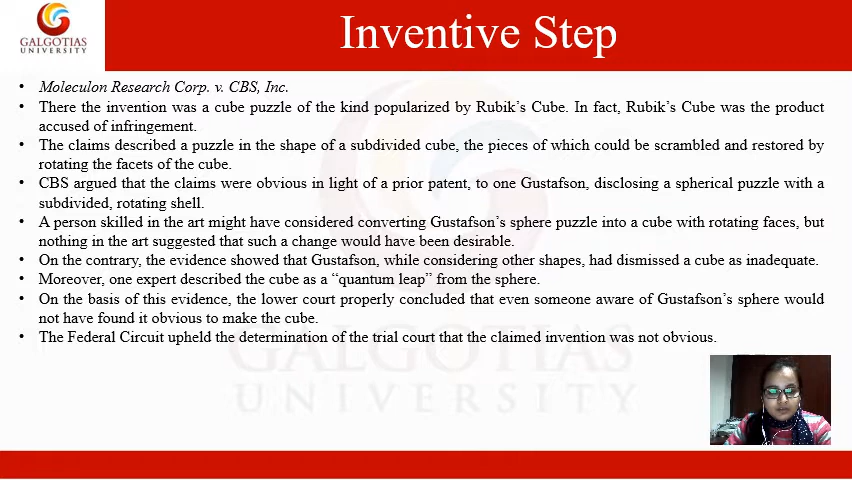 GALGOTIAS
UNIVERSITY
Inventive Step
• Moleculon Research Corp. v. CBS, Inc.
• There the invention was a cube puzzle of the kind popularized by Rubik's Cube. In fact, Rubik's Cube was the product
accused of infringement.
• The claims described a puzzle in the shape of a subdivided cube, the pieces of which could be scrambled and restored by
rotating the facets of the cube.
• CBS argued that the claims were obvious in light of a prior patent, to one Gustafson, disclosing a spherical puzzle with a
subdivided, rotating shell.
• A person skilled in the art might have considered converting Gustafson's sphere puzzle into a cube with rotating faces, but
nothing in the art suggested that such a change would have been desirable.
• On the contrary, the evidence showed that Gustafson, while considering other shapes, had dismissed a cube as inadequate.
• Moreover, one expert described the cube as a “quantum leap” from the sphere.
• On the basis of this evidence, the lower court properly concluded that even someone aware of Gustafson's sphere would
not have found it obvious to make the cube.
• The Federal Circuit upheld the determination of the trial court that the claimed invention was not obvious.
GALGOTIAS
UNIVERSITY